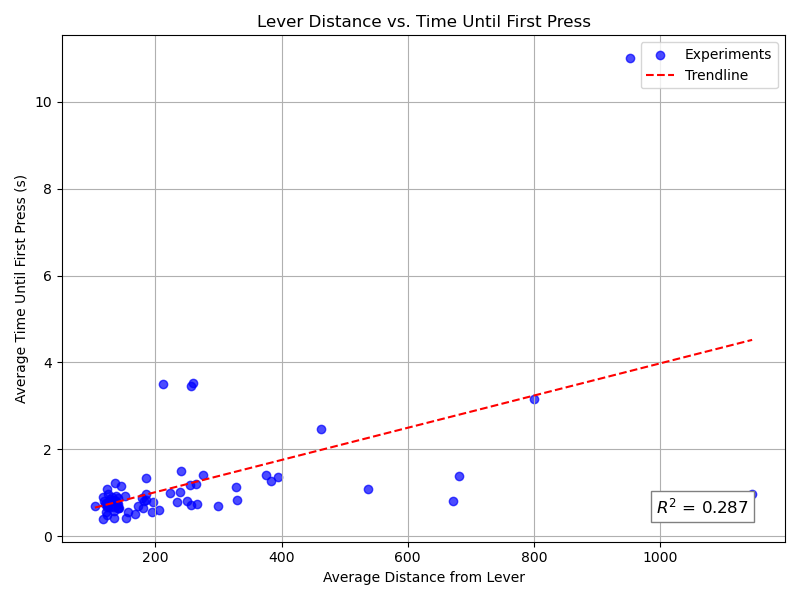 Lever Distance vs. Time Until First Press
Experiments
Trendline
Average Time Until First Press (s)
10
8
6
4
2
0
R² = 0.287
200 400 600 800 1000
Average Distance from Lever